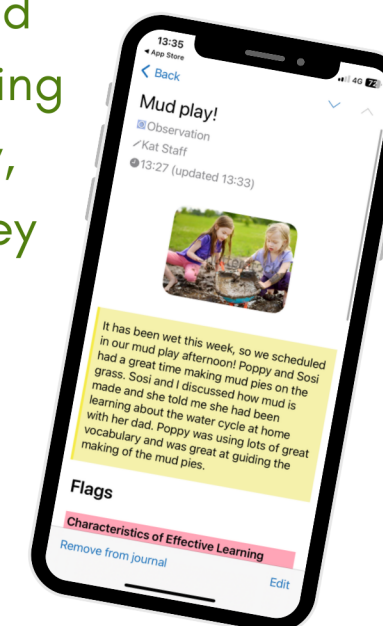 d
ing
,
ey
13:35
App Store
4G 72
Back
Mud play!
Observation
Kat Staff
13:27 (updated 13:33)
It has been wet this week, so we scheduled
in our mud play afternoon! Poppy and Sosi
had a great time making mud pies on the
grass. Sosi and I discussed how mud is
made and she told me she had been
learning about the water cycle at home
with her dad. Poppy was using lots of great
vocabulary and was great at guiding the
making of the mud pies.
Flags
Characteristics of Effective Learning
Remove from journal
Edit